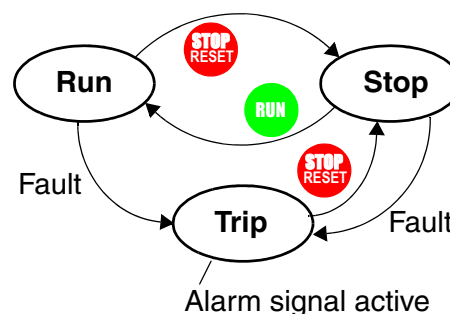 STOP
RESET
Run
Stop
RUN
STOP
RESET
Fault
Trip
Fault
Alarm signal active